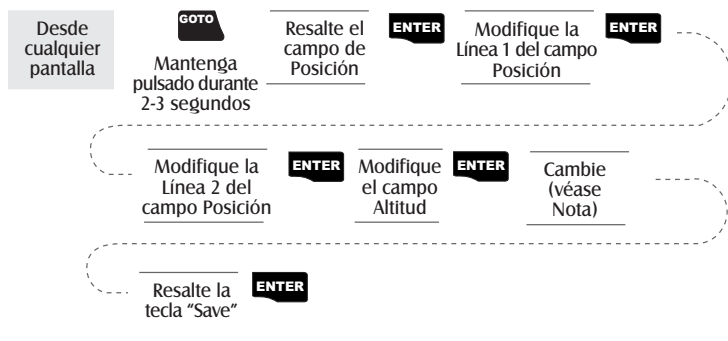 Desde
cualquier
pantalla
GOTO
Mantenga
pulsado durante
2-3 segundos
Resalte el
campo de
Posición
ENTER
Modifique la
Línea 1 del campo
Posición
ENTER
Modifique la
Línea 2 del
campo Posición
ENTER
Modifique
el campo
Altitud
ENTER
Cambie
(véase
Nota)
Resalte la
tecla “Save”
ENTER